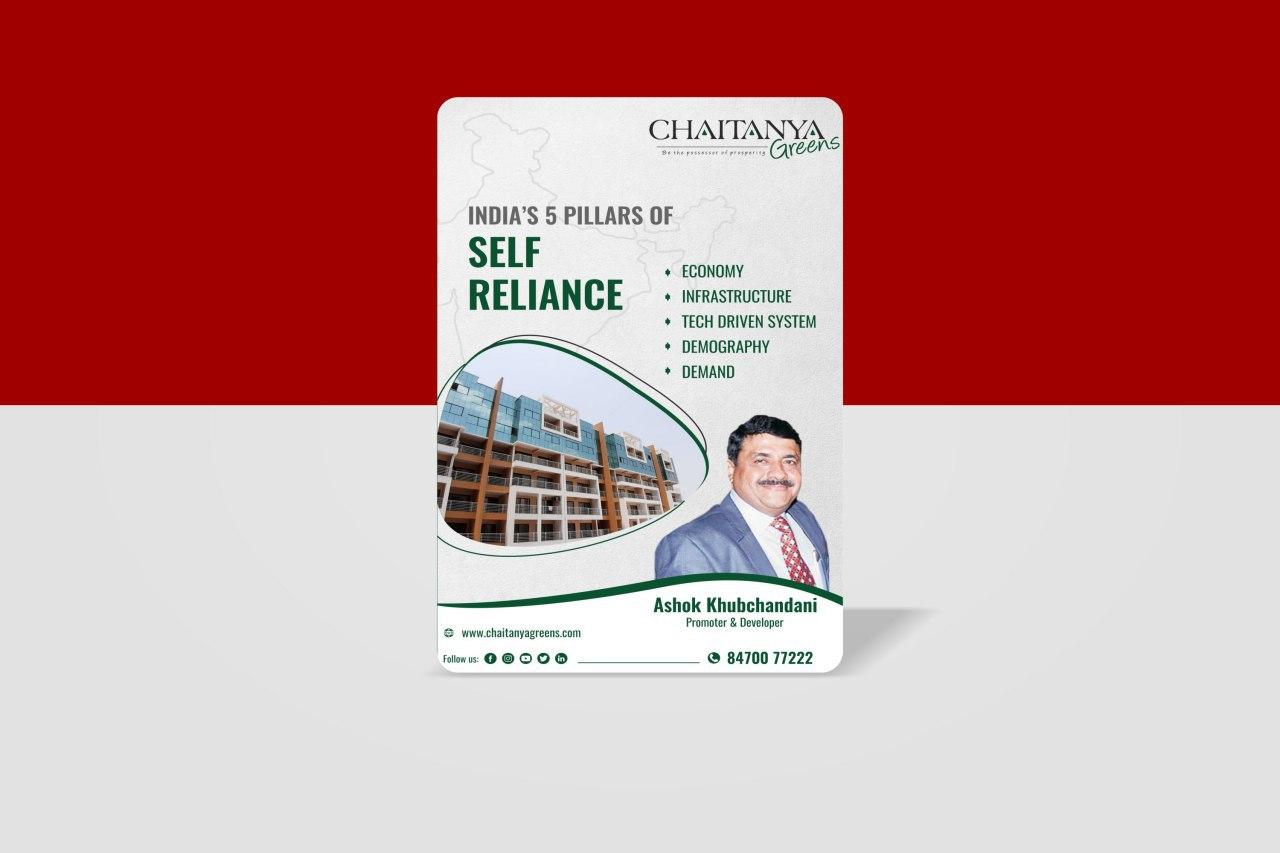 CHAITANYA
Greens
Be the possessor of prosperity
INDIA'S 5 PILLARS OF
SELF
RELIANCE
ECONOMY
INFRASTRUCTURE
TECH DRIVEN SYSTEM
DEMOGRAPHY
DEMAND
Ashok Khubchandani
Promoter & Developer
www.chaitanyagreens.com
Follow us:
84700 77222